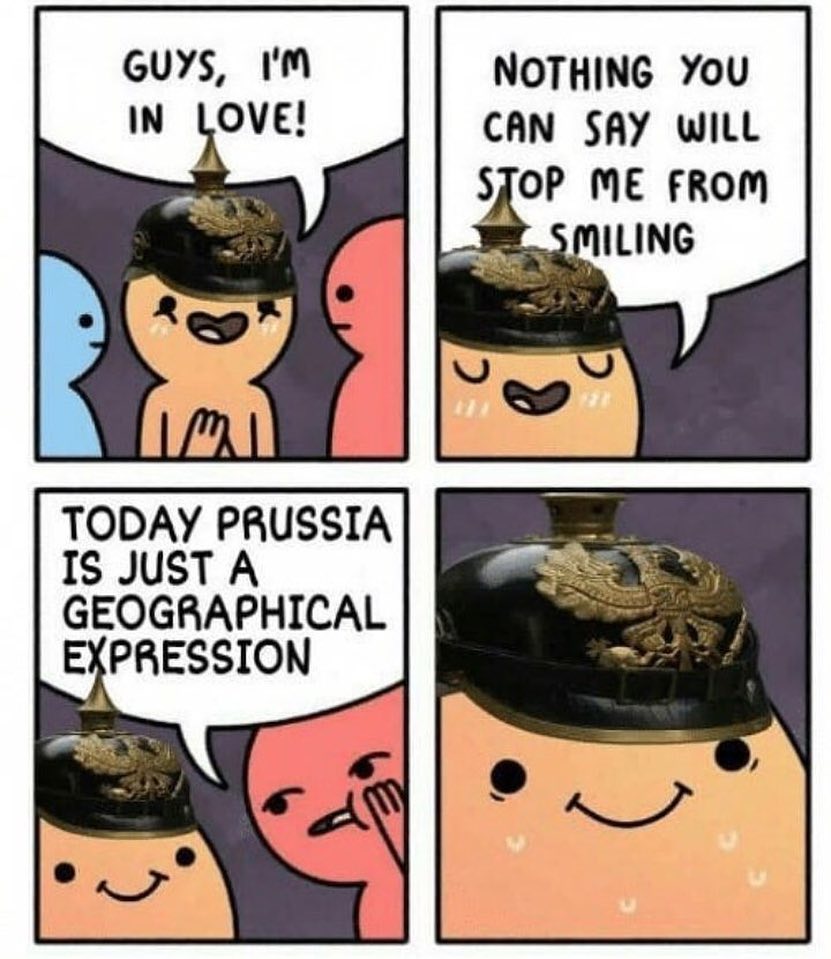 GUYS, I'M
IN LOVE!
NOTHING YOU
CAN SAY WILL
STOP ME FROM
SMILING
TODAY PRUSSIA
IS JUST A
GEOGRAPHICAL
EXPRESSION